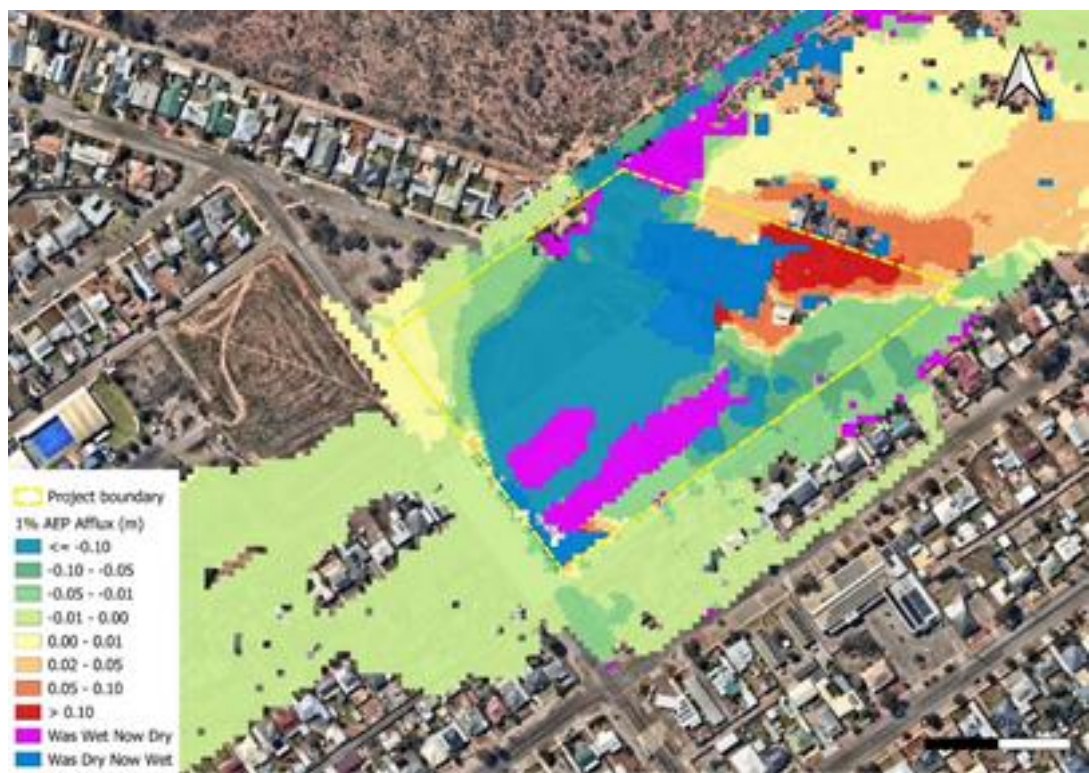 Project boundary
1% AEP Afflux (m)
<= -0.10
-0.10 - -0.05
-0.05 - -0.01
-0.01 - 0.00
0.00 - 0.01
0.02 - 0.05
0.05 - 0.10
> 0.10
Was Wet Now Dry
Was Dry Now Wet